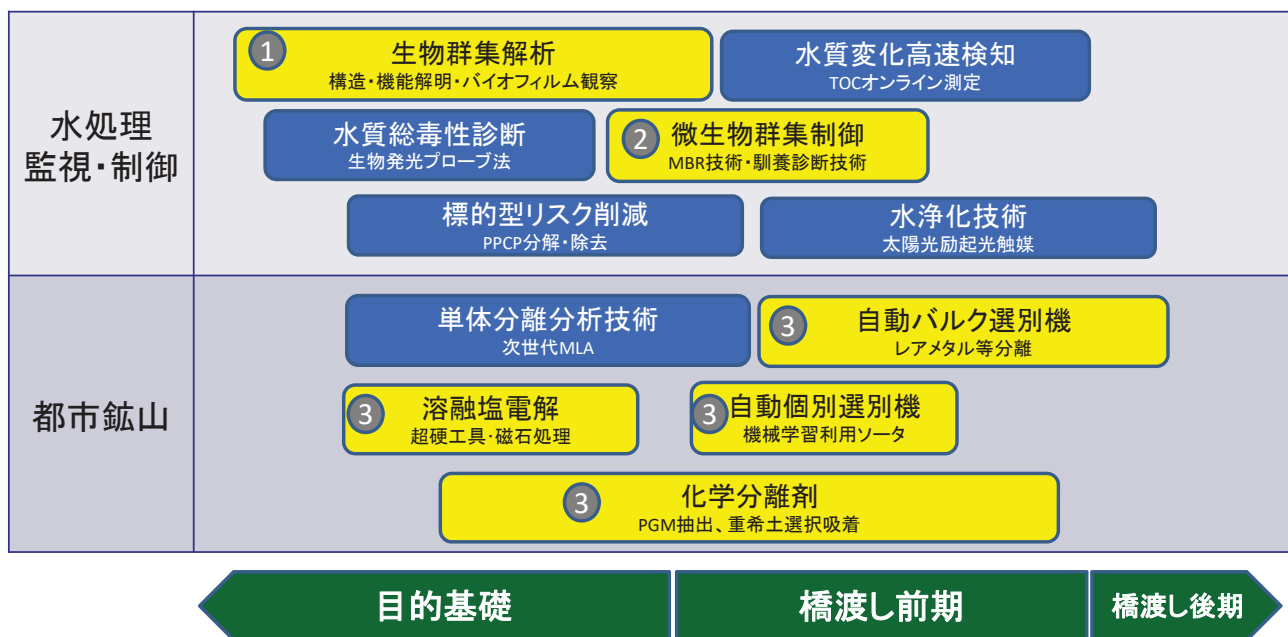 水処理
監視・制御
1
生物群集解析
構造・機能解明・バイオフィルム観察
水質変化高速検知
TOCオンライン測定
水質総毒性診断
生物発光プローブ法
2
微生物群集制御
MBR技術・馴養診断技術
標的型リスク削減
PPCP分解・除去
水浄化技術
太陽光励起光触媒
都市鉱山
単体分離分析技術
次世代MLA
3
自動バルク選別機
レアメタル等分離
3
溶融塩電解
超硬工具・磁石処理
3
自動個別選別機
機械学習利用ソータ
3
化学分離剤
PGM抽出、重希土選択吸着
目的基礎
橋渡し前期
橋渡し後期